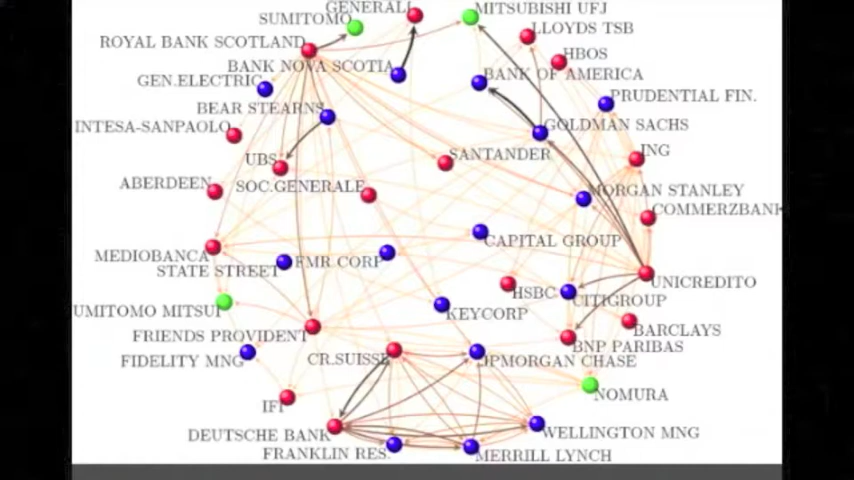 GENERALI
MITSUBISHI UFJ
SUMITOMO
LLOYDS TSB
ROYAL BANK SCOTLAND
HBOS
BANK NOVA SCOTIA
BANK OF AMERICA
GEN.ELECTRIC
PRUDENTIAL FIN.
BEAR STEARNS
GOLDMAN SACHS
INTESA-SANPAOLO
ING
SANTANDER
UBS
ABERDEEN
SOC.GENERALE
MORGAN STANLEY
COMMERZBANK
CAPITAL GROUP
MEDIOBANCA
FMR CORP
STATE STREET
UNICREDITO
HSBC
CITIGROUP
UMITOMO MITSUI
KEYCORP
BARCLAYS
FRIENDS PROVIDENT
BNP PARIBAS
CR.SUISSE
JPMORGAN CHASE
FIDELITY MNG
NOMURA
IFI
DEUTSCHE BANK
WELLINGTON MNG
FRANKLIN RES.
MERRILL LYNCH